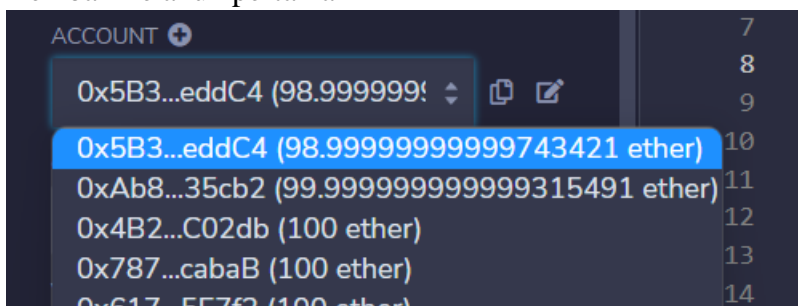 ACCOUNT
0x5B3...eddC4 (98.9999999
0x5B3...eddC4 (98.99999999999743421 ether)
0xAb8...35cb2 (99.999999999999315491 ether)
0x4B2...C02db (100 ether)
0x787...cabaB (100 ether)
7
8
9
10
11
12
13
14